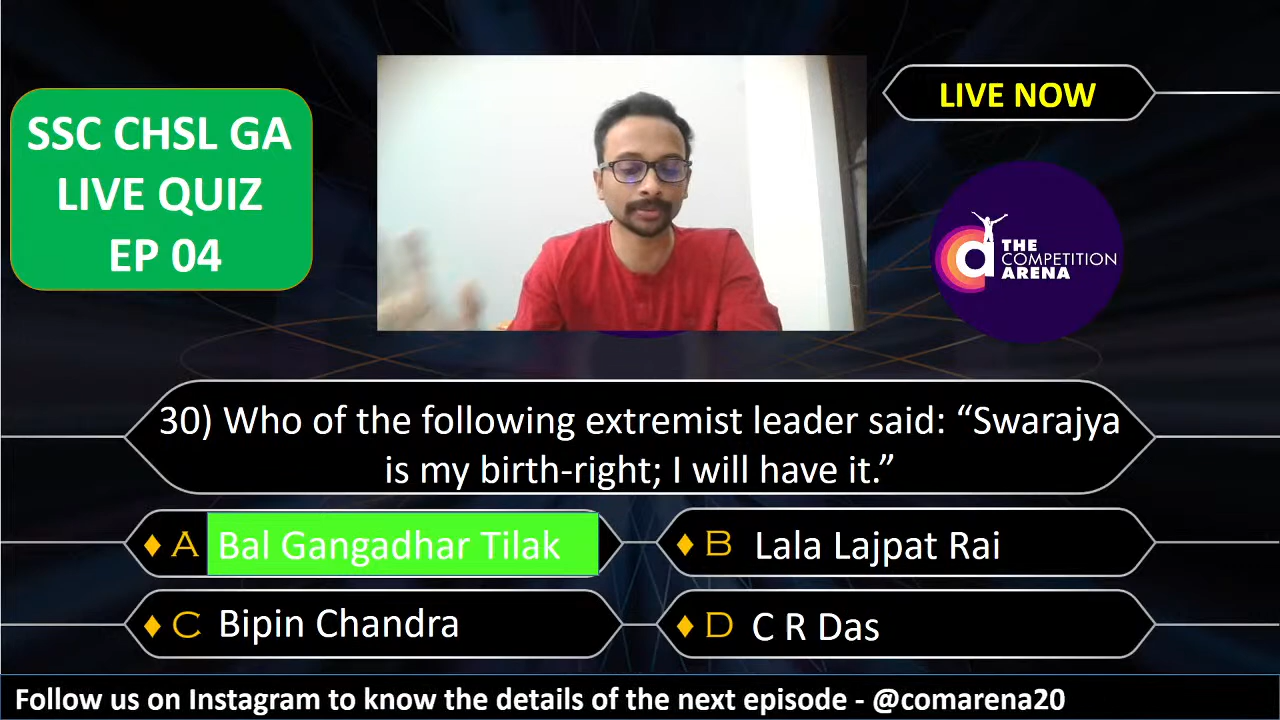 SSC CHSL GA
LIVE QUIZ
EP 04
LIVE NOW
THE
COMPETITION
ARENA
30) Who of the following extremist leader said: “Swarajya
is my birth-right; I will have it.”
A Bal Gangadhar Tilak
B Lala Lajpat Rai
C Bipin Chandra
D C R Das
Follow us on Instagram to know the details of the next episode - @comarena20